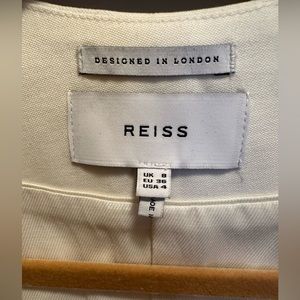 DESIGNED IN LONDON
REISS
UK 8
EU 36
USA 4